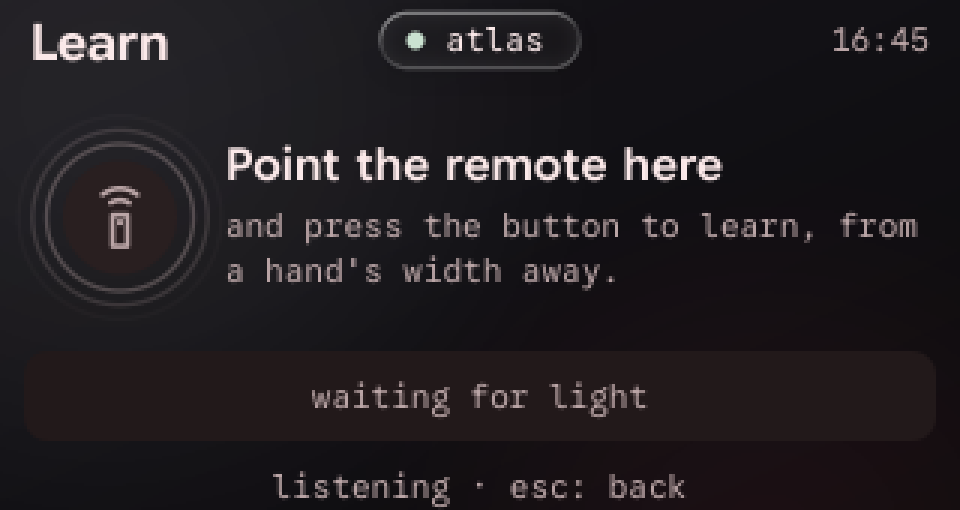 Learn
atlas
16:45
Point the remote here
and press the button to learn, from
a hand's width away.
waiting for light
listening · esc: back